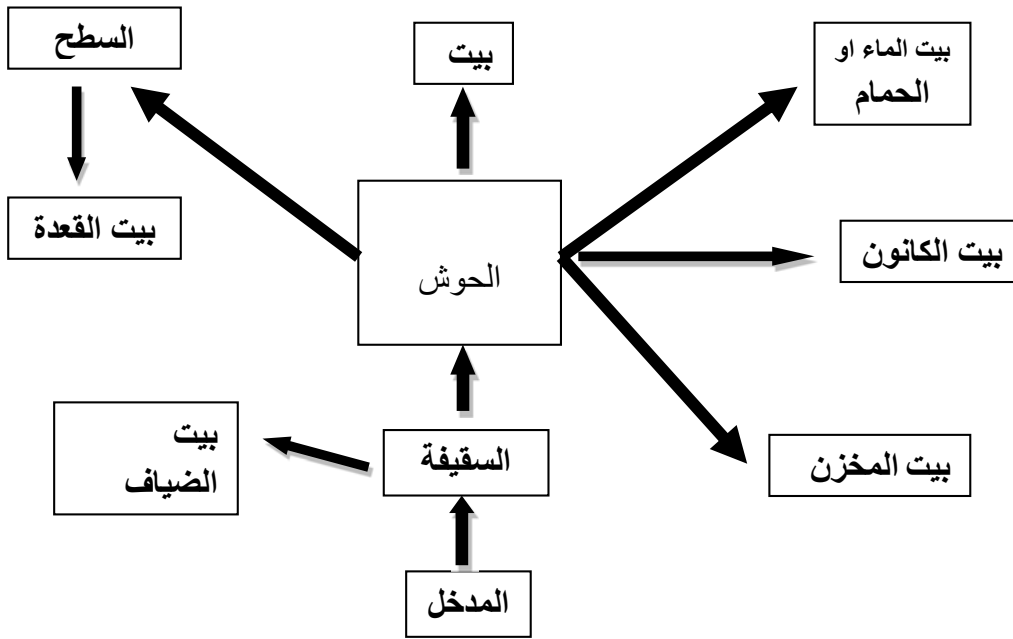 السطح
بيت
بيت الماء او
الحمام
بيت القعدة
بيت الكانون
الحوش
بيت
الضياف
السقيفة
بيت المخزن
المدخل